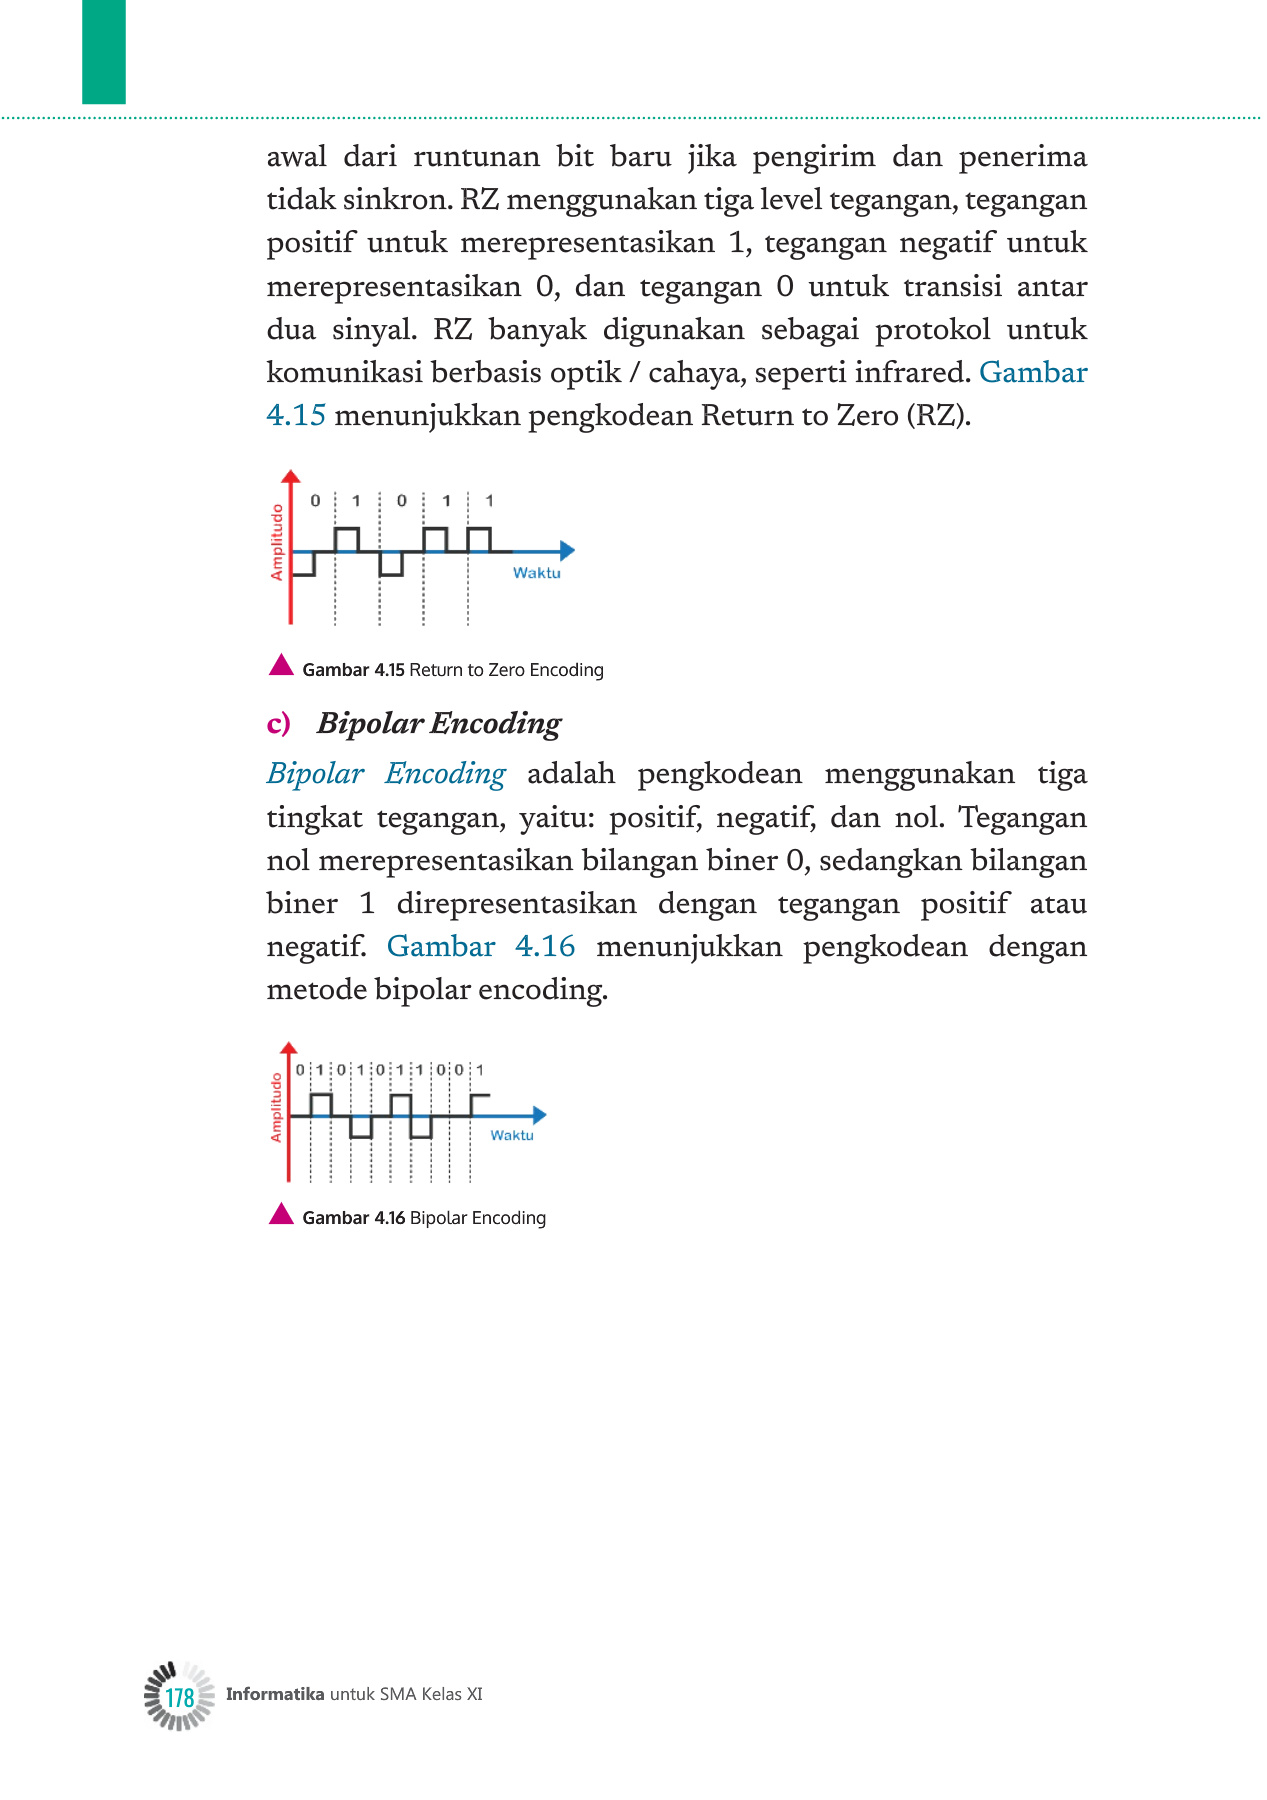 awal dari runtunan bit baru jika pengirim dan penerima
tidak sinkron. RZ menggunakan tiga level tegangan, tegangan
positif untuk merepresentasikan 1, tegangan negatif untuk
merepresentasikan 0, dan tegangan 0 untuk transisi antar
dua sinyal. RZ banyak digunakan sebagai protokol untuk
komunikasi berbasis optik / cahaya, seperti infrared. Gambar
4.15 menunjukkan pengkodean Return to Zero (RZ).
0 1 0 1 1
Amplitudo
Waktu
Gambar 4.15 Return to Zero Encoding
c) Bipolar Encoding
Bipolar Encoding adalah pengkodean menggunakan tiga
tingkat tegangan, yaitu: positif, negatif, dan nol. Tegangan
nol merepresentasikan bilangan biner 0, sedangkan bilangan
biner 1 direpresentasikan dengan tegangan positif atau
negatif. Gambar 4.16 menunjukkan pengkodean dengan
metode bipolar encoding.
0 1 0 1 0 1 1 0 0 1
Amplitudo
Waktu
Gambar 4.16 Bipolar Encoding
178 Informatika untuk SMA Kelas XI